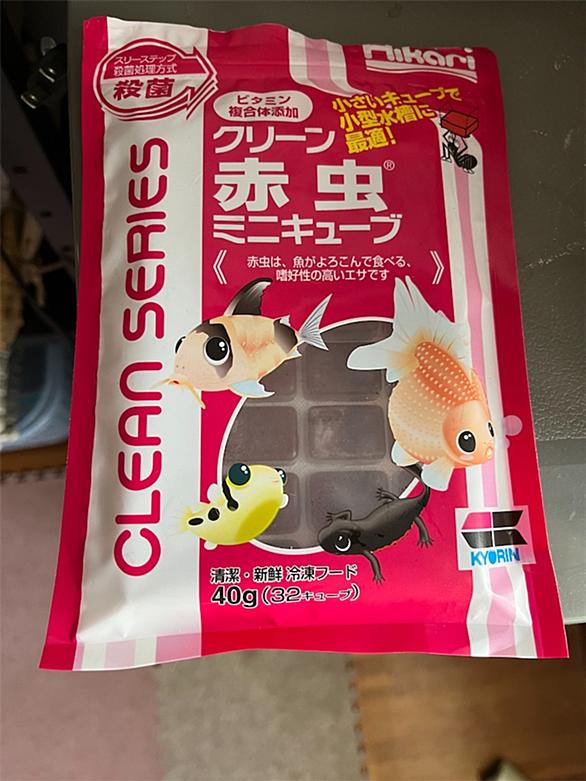 スリーステップ
殺菌処理方式
殺菌
Hikari
ビタミン
複合体添加
小さいキューブで
小型水槽に
最適!
クリーン
赤虫®
ミニキューブ
《赤虫は、魚がよろこんで食べる、
嗜好性の高いエサです》
CLEAN SERIES
清潔・新鮮 冷凍フード
40g(32キューブ)
KYORIN